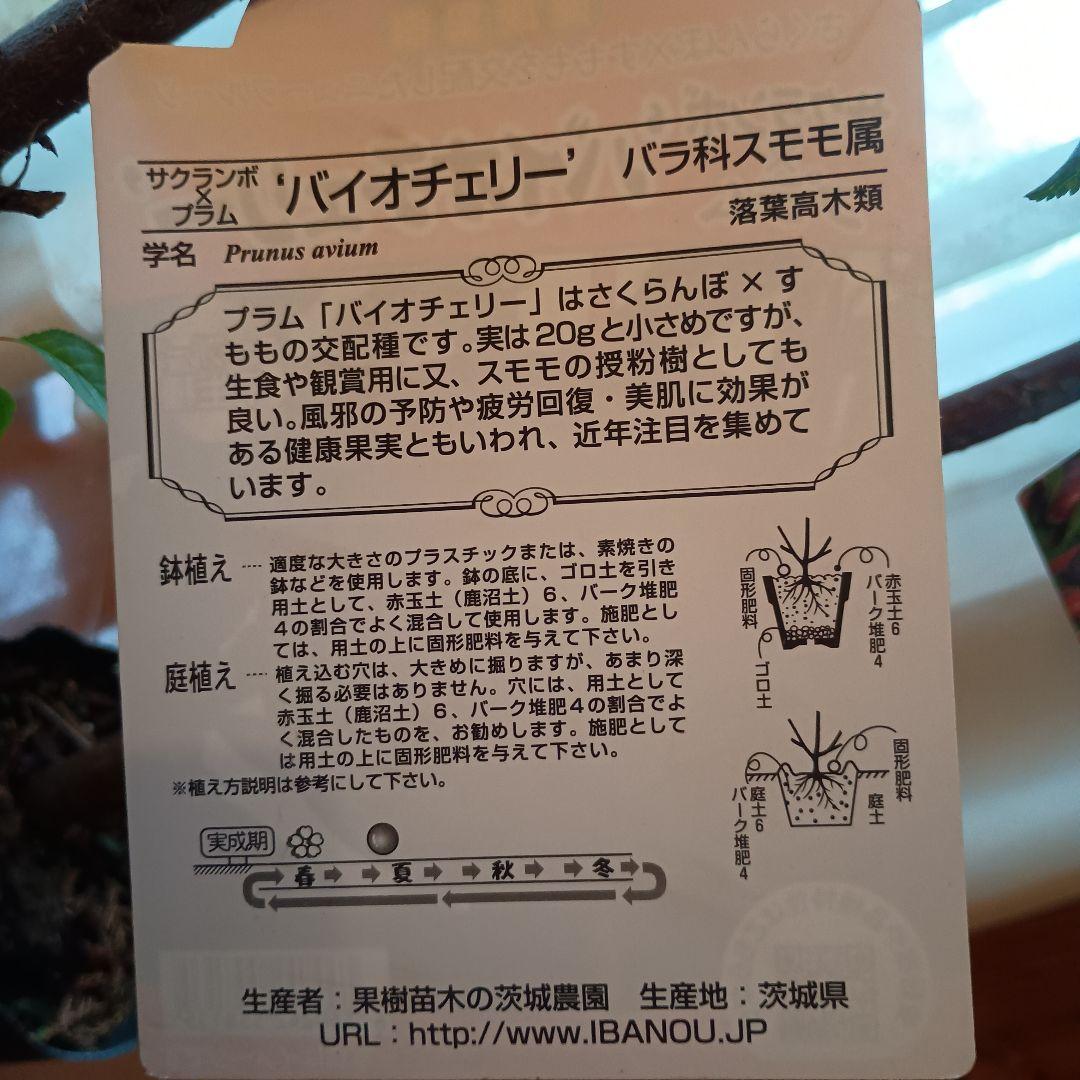 サクランボ
×
プラム
‘バイオチェリー’ バラ科スモモ属
落葉高木類
学名 Prunus avium
プラム「バイオチェリー」はさくらんぼ×す
ももの交配種です。実は20gと小さめですが、
生食や観賞用に又、スモモの授粉樹としても
良い。風邪の予防や疲労回復・美肌に効果が
ある健康果実ともいわれ、近年注目を集めて
います。
鉢植え ···· 適度な大きさのプラスチックまたは、素焼きの
鉢などを使用します。鉢の底に、ゴロ土を引き
用土として、赤玉土（鹿沼土）6、バーク堆肥
4の割合でよく混合して使用します。施肥とし
ては、用土の上に固形肥料を与えて下さい。
庭植え ···· 植え込む穴は、大きめに掘りますが、あまり深
く掘る必要はありません。穴には、用土として
赤玉土（鹿沼土）6、バーク堆肥4の割合でよ
く混合したものを、お勧めします。施肥として
は用土の上に固形肥料を与えて下さい。
※植え方説明は参考にして下さい。
固形肥料
ゴロ土
赤玉土6
バーク堆肥4
固形肥料
庭土
庭土6
バーク堆肥4
実成期
春 夏 秋 冬
生産者：果樹苗木の茨城農園 生産地：茨城県
URL：http://www.IBANOU.JP